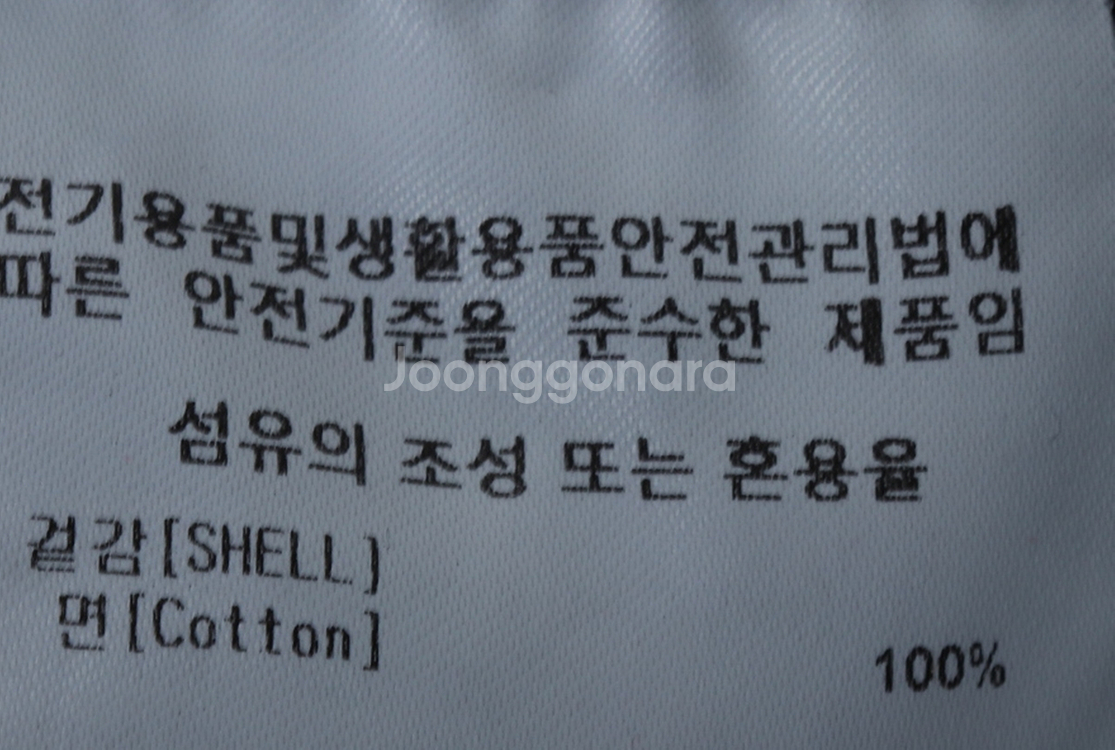 전기용품및생활용품안전관리법에
따른 안전기준을 준수한 제품임
Joonggondra
섬유의 조성 또는 혼용율
겉감[SHELL]
면[Cotton]
100%